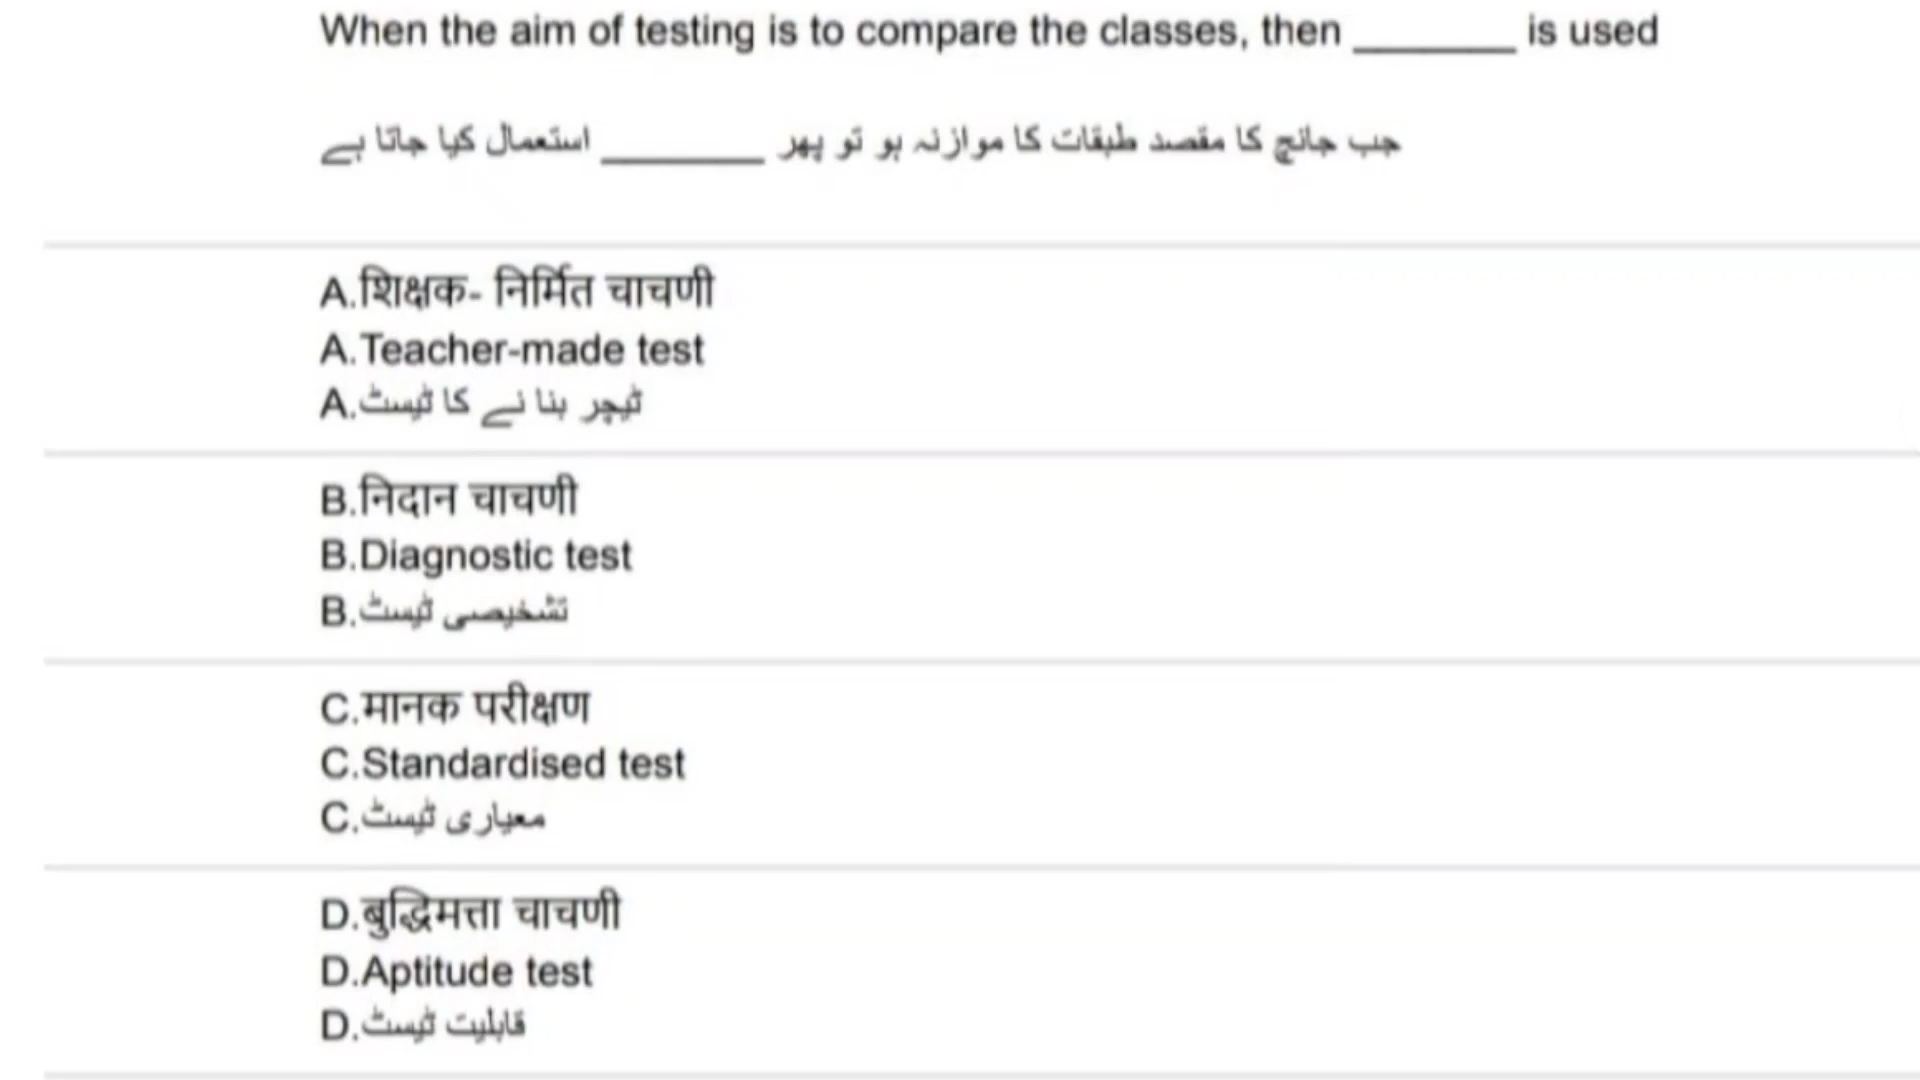 When the aim of testing is to compare the classes, then ________ is used
جب جانچ کا مقصد طبقات کا موازنہ ہو تو پھر ________ استعمال کیا جاتا ہے
A.शिक्षक- निर्मित चाचणी
A.Teacher-made test
A.ٹیچر بنا نے کا ٹیسٹ
B.निदान चाचणी
B.Diagnostic test
B.تشخیصی ٹیسٹ
C.मानक परीक्षण
C.Standardised test
C.معیاری ٹیسٹ
D.बुद्धिमत्ता चाचणी
D.Aptitude test
D.قابلیت ٹیسٹ